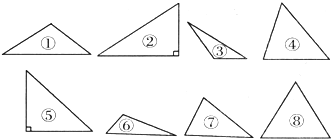 ① ② ③ ④
⑤ ⑥ ⑦ ⑧